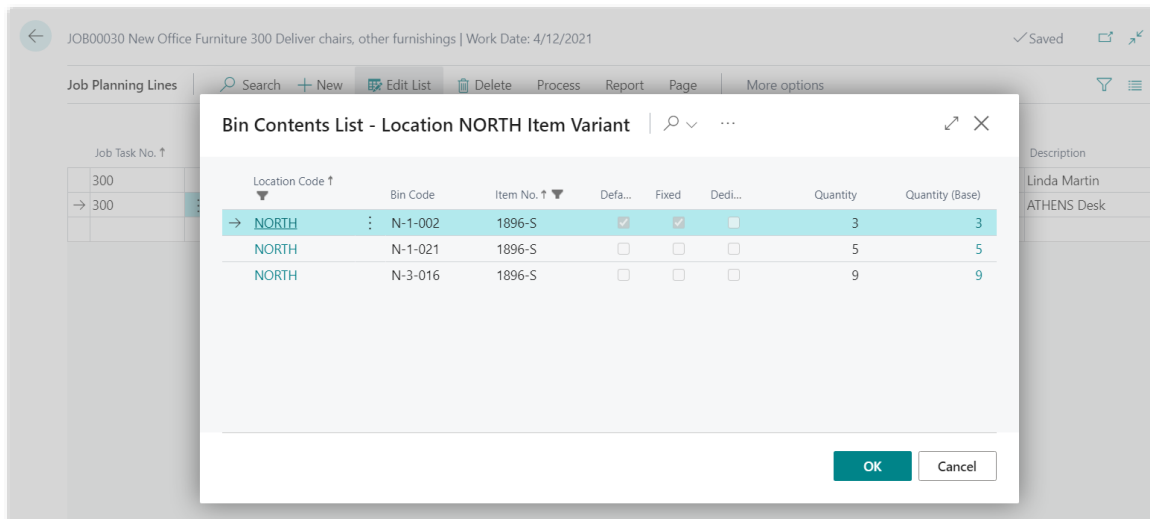 JOB00030 New Office Furniture 300 Deliver chairs, other furnishings | Work Date: 4/12/2021 Saved
Job Planning Lines Search + New Edit List Delete Process Report Page More options
Bin Contents List - Location NORTH Item Variant
Job Task No. ↑ Description
Location Code ↑ Bin Code Item No. ↑ Defa... Fixed Dedi... Quantity Quantity (Base)
300 Linda Martin
300 ATHENS Desk
NORTH N-1-002 1896-S 3 3
NORTH N-1-021 1896-S 5 5
NORTH N-3-016 1896-S 9 9
OK Cancel